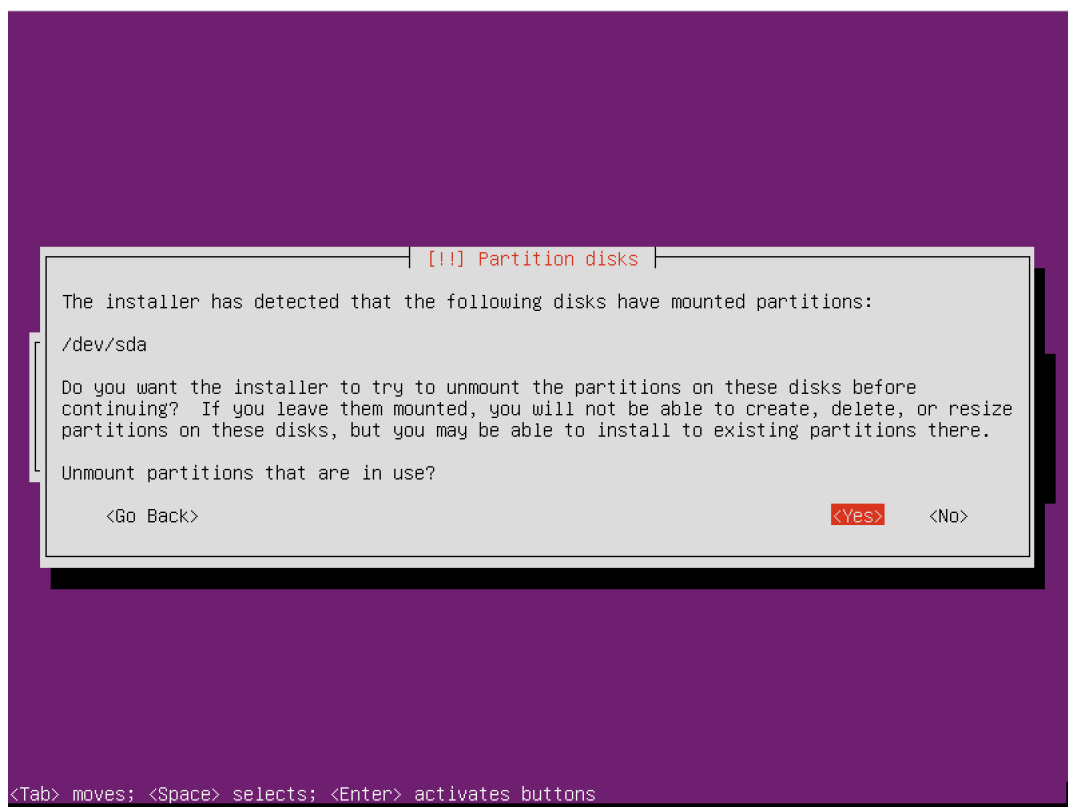 [!!] Partition disks
The installer has detected that the following disks have mounted partitions:
/dev/sda
Do you want the installer to try to unmount the partitions on these disks before
continuing?  If you leave them mounted, you will not be able to create, delete, or resize
partitions on these disks, but you may be able to install to existing partitions there.
Unmount partitions that are in use?
<Go Back> <Yes> <No>
<Tab> moves; <Space> selects; <Enter> activates buttons